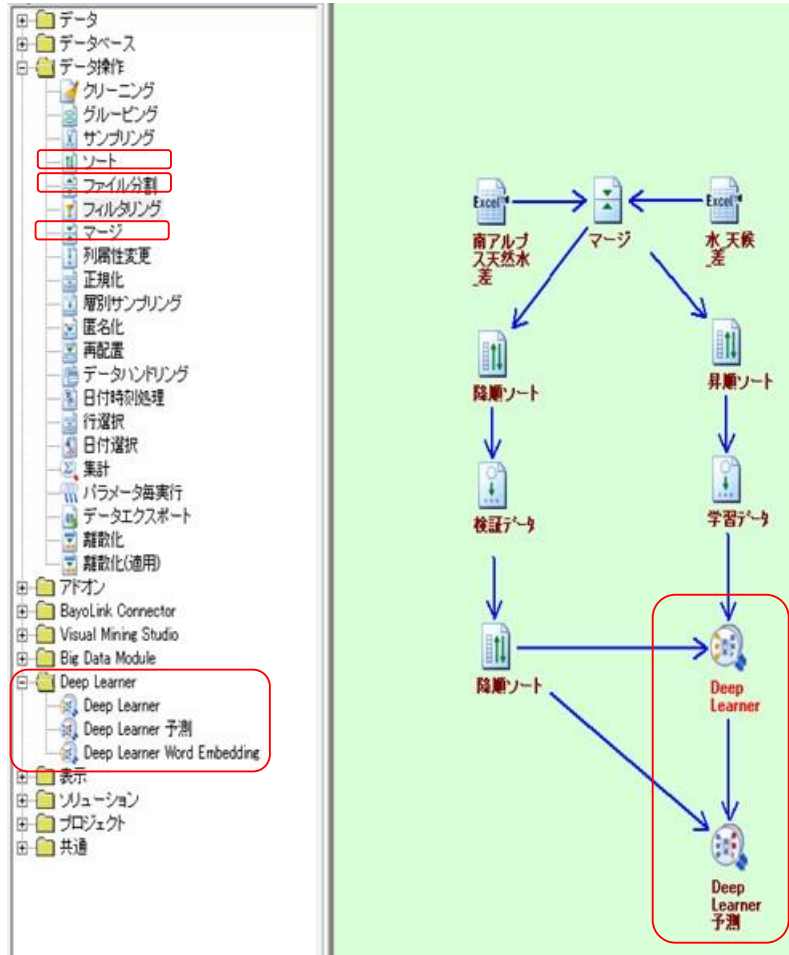 データ
データベース
データ操作
クリーニング
グルーピング
サンプリング
ソート
ファイル分割
フィルタリング
マージ
列属性変更
正規化
層別サンプリング
匿名化
再配置
データハンドリング
日付時刻処理
行選択
日付選択
集計
パラメータ毎実行
データエクスポート
離散化
離散化(適用)
アドオン
BayoLink Connector
Visual Mining Studio
Big Data Module
Deep Learner
Deep Learner
Deep Learner 予測
Deep Learner Word Embedding
表示
ソリューション
プロジェクト
共通
Excel
Excel
南アルプ
ス天然水
_差
マージ
水_天候
_差
降順ソート
昇順ソート
検証データ
学習データ
降順ソート
Deep
Learner
Deep
Learner
予測